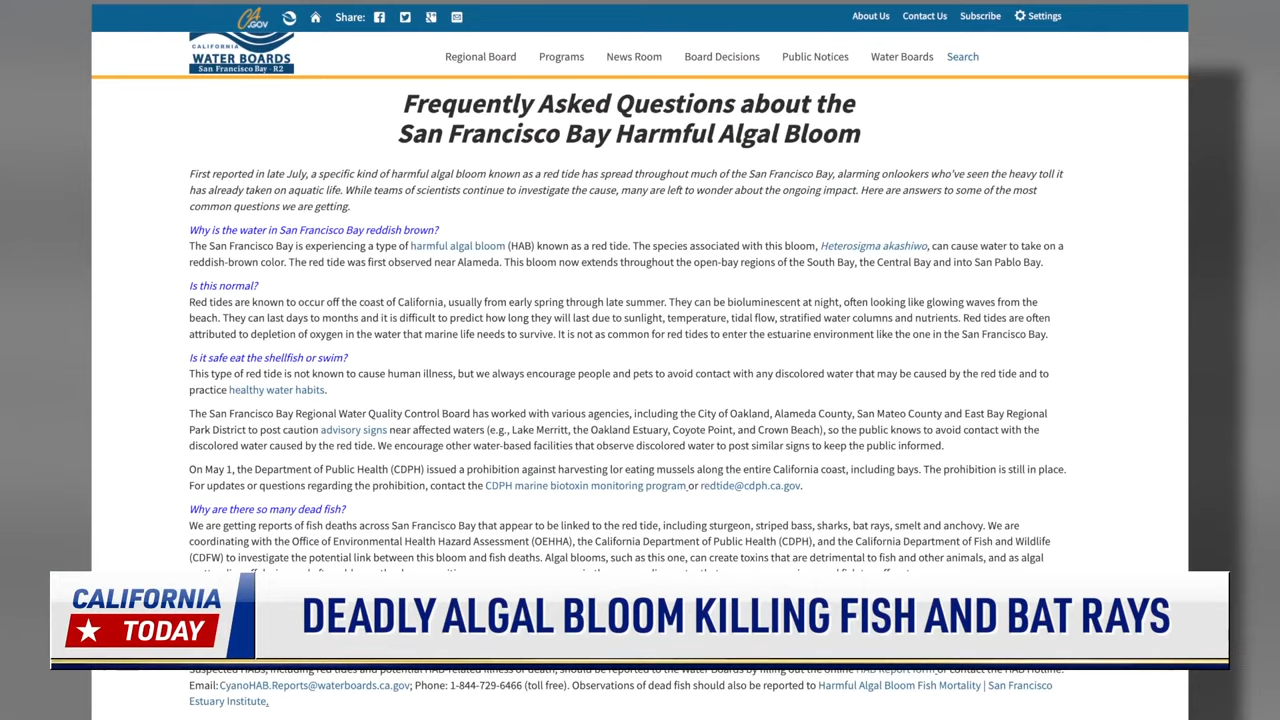 CA
.GOV
Share:
About Us Contact Us Subscribe Settings
CALIFORNIA
WATER BOARDS
San Francisco Bay - R2
Regional Board Programs News Room Board Decisions Public Notices Water Boards Search
Frequently Asked Questions about the
San Francisco Bay Harmful Algal Bloom
First reported in late July, a specific kind of harmful algal bloom known as a red tide has spread throughout much of the San Francisco Bay, alarming onlookers who've seen the heavy toll it
has already taken on aquatic life. While teams of scientists continue to investigate the cause, many are left to wonder about the ongoing impact. Here are answers to some of the most
common questions we are getting.
Why is the water in San Francisco Bay reddish brown?
The San Francisco Bay is experiencing a type of harmful algal bloom (HAB) known as a red tide. The species associated with this bloom, Heterosigma akashiwo, can cause water to take on a
reddish-brown color. The red tide was first observed near Alameda. This bloom now extends throughout the open-bay regions of the South Bay, the Central Bay and into San Pablo Bay.
Is this normal?
Red tides are known to occur off the coast of California, usually from early spring through late summer. They can be bioluminescent at night, often looking like glowing waves from the
beach. They can last days to months and it is difficult to predict how long they will last due to sunlight, temperature, tidal flow, stratified water columns and nutrients. Red tides are often
attributed to depletion of oxygen in the water that marine life needs to survive. It is not as common for red tides to enter the estuarine environment like the one in the San Francisco Bay.
Is it safe eat the shellfish or swim?
This type of red tide is not known to cause human illness, but we always encourage people and pets to avoid contact with any discolored water that may be caused by the red tide and to
practice healthy water habits.
The San Francisco Bay Regional Water Quality Control Board has worked with various agencies, including the City of Oakland, Alameda County, San Mateo County and East Bay Regional
Park District to post caution advisory signs near affected waters (e.g., Lake Merritt, the Oakland Estuary, Coyote Point, and Crown Beach), so the public knows to avoid contact with the
discolored water caused by the red tide. We encourage other water-based facilities that observe discolored water to post similar signs to keep the public informed.
On May 1, the Department of Public Health (CDPH) issued a prohibition against harvesting lor eating mussels along the entire California coast, including bays. The prohibition is still in place.
For updates or questions regarding the prohibition, contact the CDPH marine biotoxin monitoring program or redtide@cdph.ca.gov.
Why are there so many dead fish?
We are getting reports of fish deaths across San Francisco Bay that appear to be linked to the red tide, including sturgeon, striped bass, sharks, bat rays, smelt and anchovy. We are
coordinating with the Office of Environmental Health Hazard Assessment (OEHHA), the California Department of Public Health (CDPH), and the California Department of Fish and Wildlife
(CDFW) to investigate the potential link between this bloom and fish deaths. Algal blooms, such as this one, can create toxins that are detrimental to fish and other animals, and as algal
CALIFORNIA
TODAY
DEADLY ALGAL BLOOM KILLING FISH AND BAT RAYS
Email: CyanoHAB.Reports@waterboards.ca.gov; Phone: 1-844-729-6466 (toll free). Observations of dead fish should also be reported to Harmful Algal Bloom Fish Mortality | San Francisco
Estuary Institute.